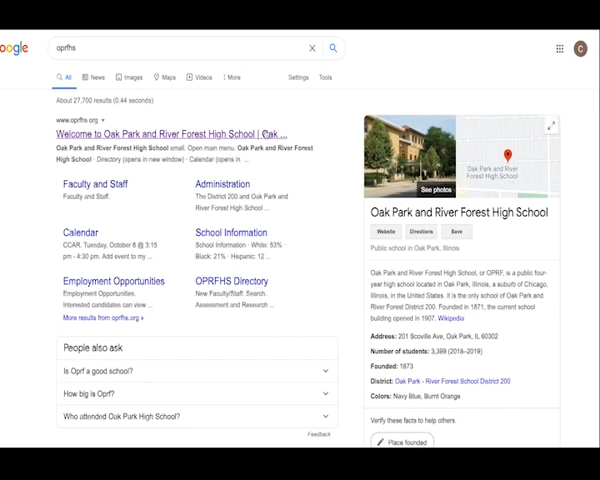 oogle
oprfhs
C
All
News
Images
Maps
Videos
More
Settings
Tools
About 27,700 results (0.44 seconds)
www.oprfhs.org
Welcome to Oak Park and River Forest High School | Oak ...
Oak Park and River Forest High School small. Open main menu. Oak Park and River Forest
High School · Directory (opens in new window) · Calendar (opens in ...
Faculty and Staff
Faculty and Staff.
Administration
The District 200 and Oak Park and
River Forest High School ...
Calendar
CCAR. Tuesday, October 6 @ 3:15
pm - 4:30 pm. Add event to my ...
School Information
School Information · White: 53% ·
Black: 21% · Hispanic: 12 ...
Employment Opportunities
Employment Opportunities.
Interested candidates can view ...
OPRFHS Directory
New Faculty/Staff. Search.
Assessment and Research ...
More results from oprfhs.org »
People also ask
Is Oprf a good school?
How big is Oprf?
Who attended Oak Park High School?
Feedback
See photos
Oak Park and River
Forest High School
Oak Park and River Forest High School
Website
Directions
Save
Public school in Oak Park, Illinois
Oak Park and River Forest High School, or OPRF, is a public four-
year high school located in Oak Park, Illinois, a suburb of Chicago,
Illinois, in the United States. It is the only school of Oak Park and
River Forest District 200. Founded in 1871, the current school
building opened in 1907. Wikipedia
Address: 201 Scoville Ave, Oak Park, IL 60302
Number of students: 3,399 (2018–2019)
Founded: 1873
District: Oak Park - River Forest School District 200
Colors: Navy Blue, Burnt Orange
Verify these facts to help others.
Place founded